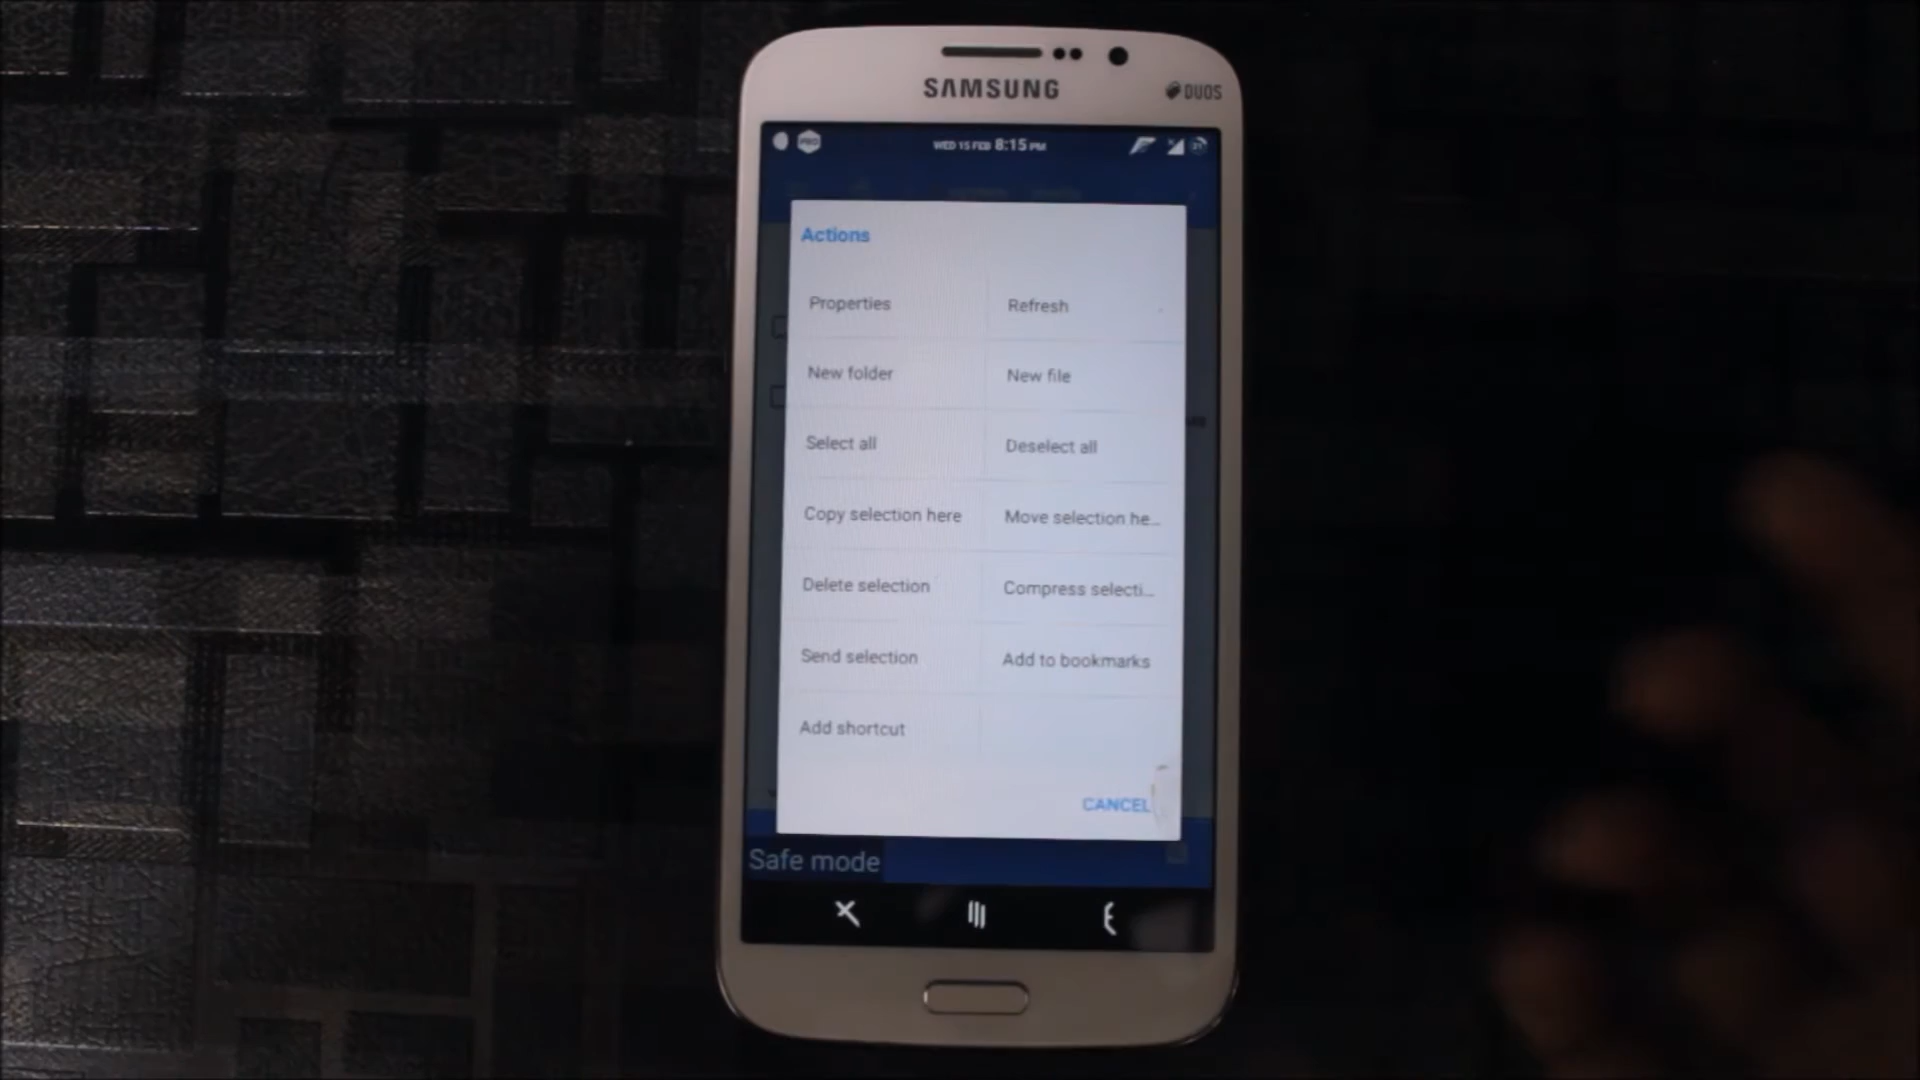 SAMSUNG
DUOS
PRO
WED 15 FEB 8:15 PM
Actions
Properties
Refresh
New folder
New file
Select all
Deselect all
Copy selection here
Move selection he...
Delete selection
Compress selecti...
Send selection
Add to bookmarks
Add shortcut
CANCEL
Safe mode